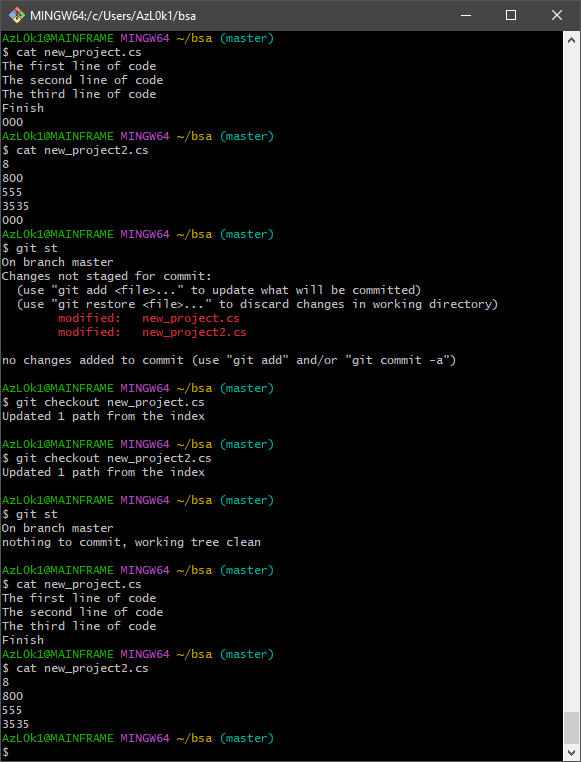 MINGW64:/c/Users/AzL0k1/bsa
AzL0k1@MAINFRAME MINGW64 ~/bsa (master)
$ cat new_project.cs
The first line of code
The second line of code
The third line of code
Finish
000
AzL0k1@MAINFRAME MINGW64 ~/bsa (master)
$ cat new_project2.cs
8
800
555
3535
000
AzL0k1@MAINFRAME MINGW64 ~/bsa (master)
$ git st
On branch master
Changes not staged for commit:
  (use "git add <file>..." to update what will be committed)
  (use "git restore <file>..." to discard changes in working directory)
        modified:   new_project.cs
        modified:   new_project2.cs

no changes added to commit (use "git add" and/or "git commit -a")

AzL0k1@MAINFRAME MINGW64 ~/bsa (master)
$ git checkout new_project.cs
Updated 1 path from the index

AzL0k1@MAINFRAME MINGW64 ~/bsa (master)
$ git checkout new_project2.cs
Updated 1 path from the index

AzL0k1@MAINFRAME MINGW64 ~/bsa (master)
$ git st
On branch master
nothing to commit, working tree clean

AzL0k1@MAINFRAME MINGW64 ~/bsa (master)
$ cat new_project.cs
The first line of code
The second line of code
The third line of code
Finish
AzL0k1@MAINFRAME MINGW64 ~/bsa (master)
$ cat new_project2.cs
8
800
555
3535
AzL0k1@MAINFRAME MINGW64 ~/bsa (master)
$